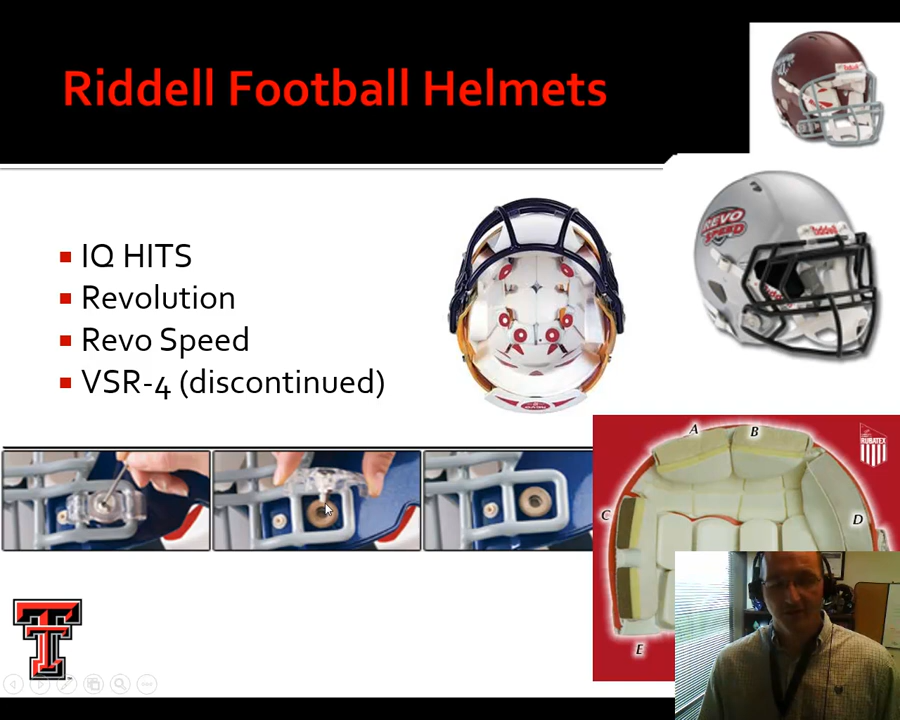 Riddell Football Helmets
IQ HITS
Revolution
Revo Speed
VSR-4 (discontinued)
REVO
SPEED
Riddell
A
B
RUBATEX
C
D
E